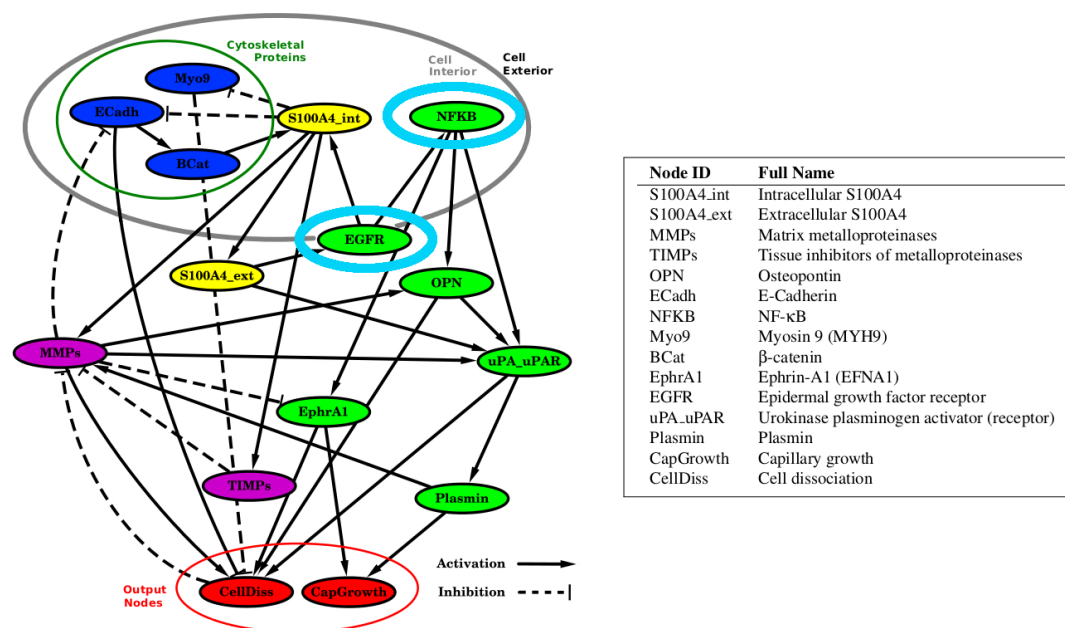 Cytoskeletal
Proteins
Cell
Interior
Cell
Exterior
Myo9
ECadh
BCat
S100A4_int
NFKB
EGFR
S100A4_ext
OPN
MMPs
uPA_uPAR
EphrA1
TIMPs
Plasmin
CellDiss
CapGrowth
Output
Nodes
Activation
Inhibition
Node ID Full Name
S100A4_int Intracellular S100A4
S100A4_ext Extracellular S100A4
MMPs Matrix metalloproteinases
TIMPs Tissue inhibitors of metalloproteinases
OPN Osteopontin
ECadh E-Cadherin
NFKB NF-κB
Myo9 Myosin 9 (MYH9)
BCat β-catenin
EphrA1 Ephrin-A1 (EFNA1)
EGFR Epidermal growth factor receptor
uPA_uPAR Urokinase plasminogen activator (receptor)
Plasmin Plasmin
CapGrowth Capillary growth
CellDiss Cell dissociation